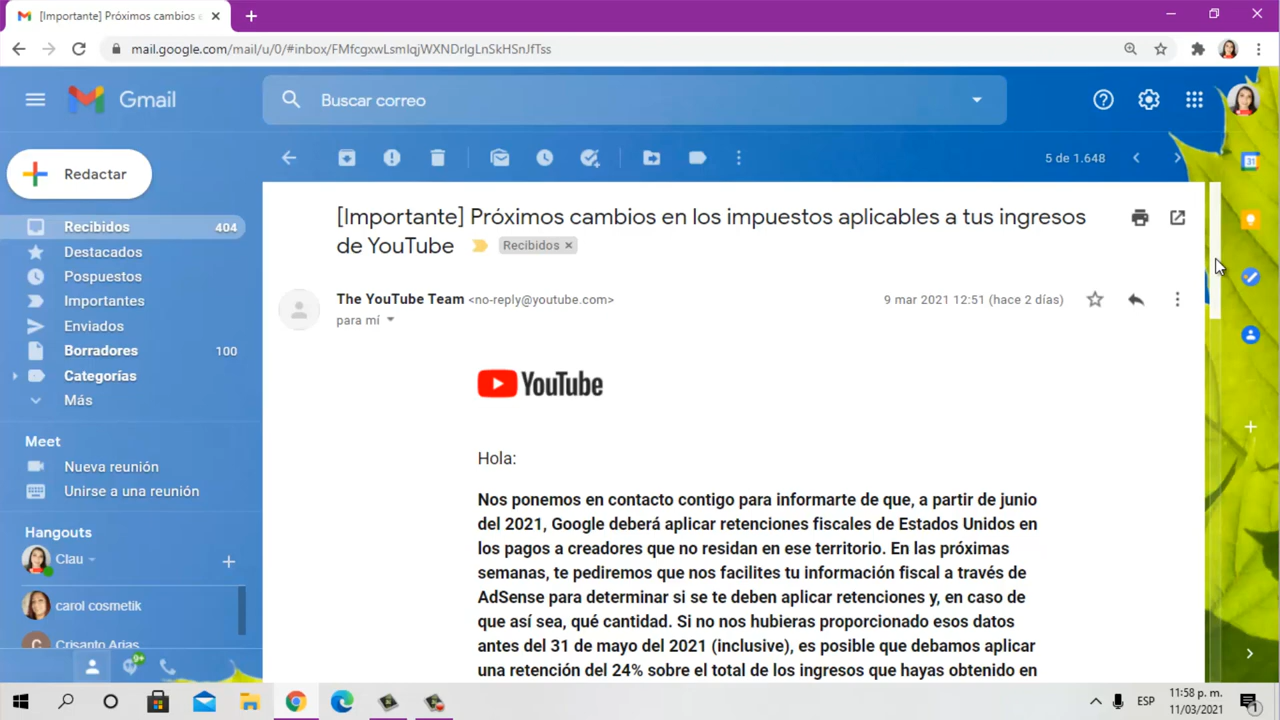 [Importante] Próximos cambios e
mail.google.com/mail/u/0/#inbox/FMfcgxwLsmlqjWXNDrlgLnSkHSnJfTss
Gmail
Buscar correo
Redactar
5 de 1.648
Recibidos 404
Destacados
Pospuestos
Importantes
Enviados
Borradores 100
Categorías
Más
Meet
Nueva reunión
Unirse a una reunión
Hangouts
Clau
carol cosmetik
Crisanto Arias
9+
[Importante] Próximos cambios en los impuestos aplicables a tus ingresos
de YouTube Recibidos ×
The YouTube Team <no-reply@youtube.com> 9 mar 2021 12:51 (hace 2 días)
para mí
YouTube
Hola:
Nos ponemos en contacto contigo para informarte de que, a partir de junio
del 2021, Google deberá aplicar retenciones fiscales de Estados Unidos en
los pagos a creadores que no residan en ese territorio. En las próximas
semanas, te pediremos que nos facilites tu información fiscal a través de
AdSense para determinar si se te deben aplicar retenciones y, en caso de
que así sea, qué cantidad. Si no nos hubieras proporcionado esos datos
antes del 31 de mayo del 2021 (inclusive), es posible que debamos aplicar
una retención del 24% sobre el total de los ingresos que hayas obtenido en
31
ESP
11:58 p. m.
11/03/2021
1